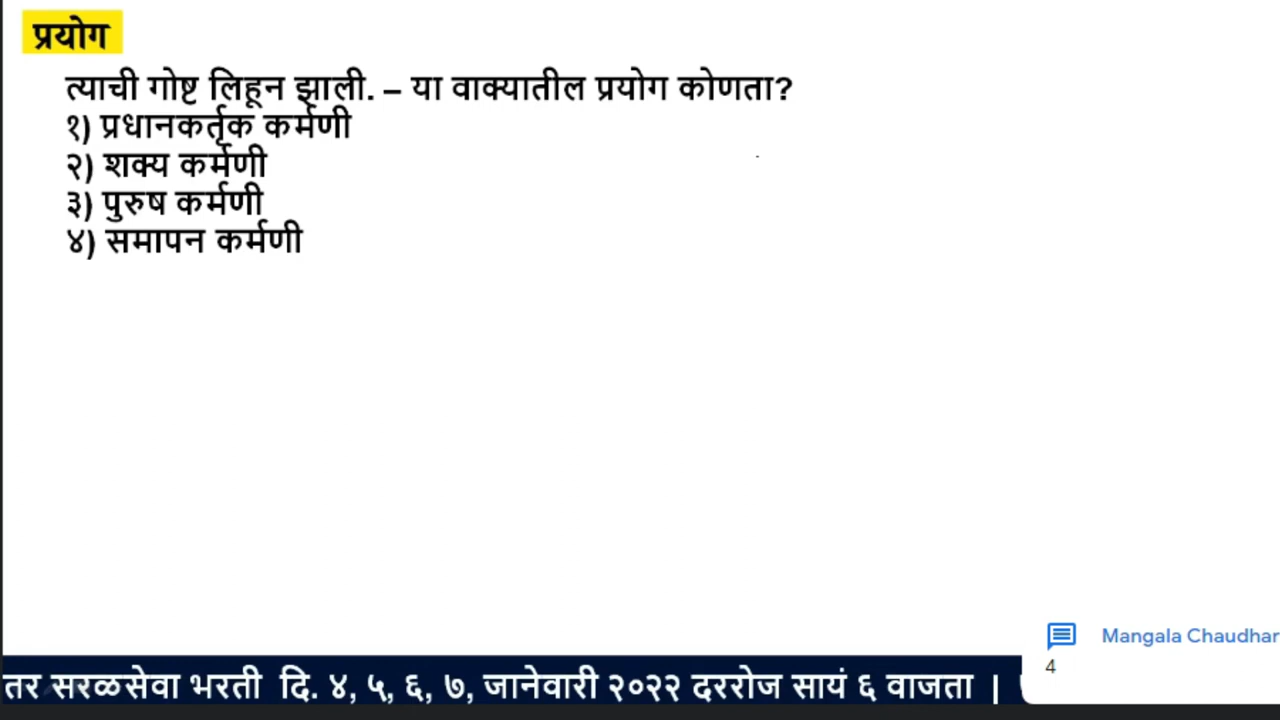 प्रयोग
त्याची गोष्ट लिहून झाली. – या वाक्यातील प्रयोग कोणता?
१) प्रधानकर्तृक कर्मणी
२) शक्य कर्मणी
३) पुरुष कर्मणी
४) समापन कर्मणी
Mangala Chaudhar
4
तर सरळसेवा भरती दि. ४, ५, ६, ७, जानेवारी २०२२ दररोज सायं ६ वाजता |